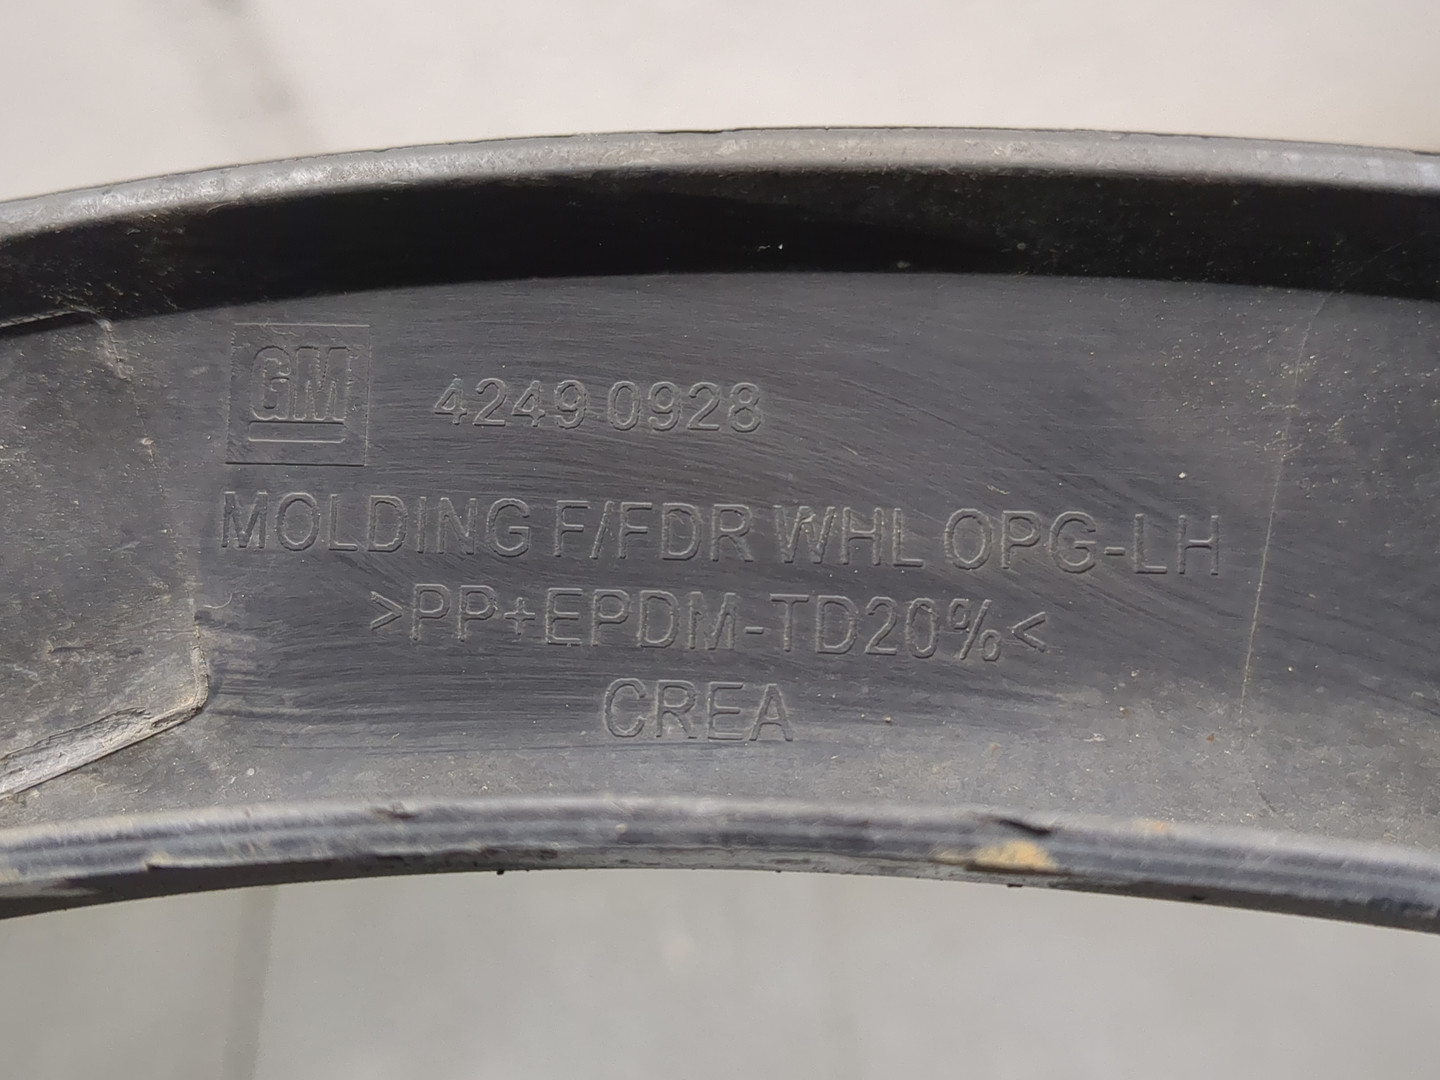 GM 4249 0928
MOLDING F/FDR WHL OPG-LH
>PP+EPDM-TD20%<
CREA